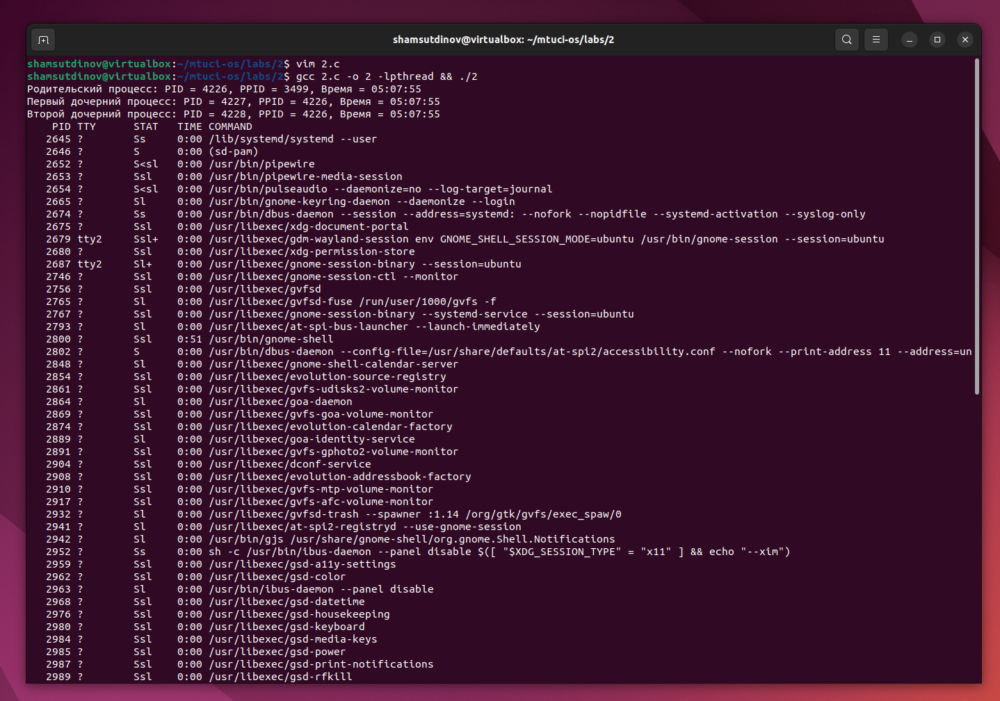 shamsutdinov@virtualbox: ~/mtuci-os/labs/2
shamsutdinov@virtualbox:~/mtuci-os/labs/2$ vim 2.c
shamsutdinov@virtualbox:~/mtuci-os/labs/2$ gcc 2.c -o 2 -lpthread && ./2
Родительский процесс: PID = 4226, PPID = 3499, Время = 05:07:55
Первый дочерний процесс: PID = 4227, PPID = 4226, Время = 05:07:55
Второй дочерний процесс: PID = 4228, PPID = 4226, Время = 05:07:55
    PID TTY      STAT   TIME COMMAND
   2645 ?        Ss     0:00 /lib/systemd/systemd --user
   2646 ?        S      0:00 (sd-pam)
   2652 ?        S<sl   0:00 /usr/bin/pipewire
   2653 ?        Ssl    0:00 /usr/bin/pipewire-media-session
   2654 ?        S<sl   0:00 /usr/bin/pulseaudio --daemonize=no --log-target=journal
   2665 ?        Sl     0:00 /usr/bin/gnome-keyring-daemon --daemonize --login
   2674 ?        Ss     0:00 /usr/bin/dbus-daemon --session --address=systemd: --nofork --nopidfile --systemd-activation --syslog-only
   2675 ?        Ssl    0:00 /usr/libexec/xdg-document-portal
   2679 tty2     Ssl+   0:00 /usr/libexec/gdm-wayland-session env GNOME_SHELL_SESSION_MODE=ubuntu /usr/bin/gnome-session --session=ubuntu
   2680 ?        Ssl    0:00 /usr/libexec/xdg-permission-store
   2687 tty2     Sl+    0:00 /usr/libexec/gnome-session-binary --session=ubuntu
   2746 ?        Ssl    0:00 /usr/libexec/gnome-session-ctl --monitor
   2756 ?        Ssl    0:00 /usr/libexec/gvfsd
   2765 ?        Sl     0:00 /usr/libexec/gvfsd-fuse /run/user/1000/gvfs -f
   2767 ?        Ssl    0:00 /usr/libexec/gnome-session-binary --systemd-service --session=ubuntu
   2793 ?        Sl     0:00 /usr/libexec/at-spi-bus-launcher --launch-immediately
   2800 ?        Ssl    0:51 /usr/bin/gnome-shell
   2802 ?        S      0:00 /usr/bin/dbus-daemon --config-file=/usr/share/defaults/at-spi2/accessibility.conf --nofork --print-address 11 --address=un
   2848 ?        Sl     0:00 /usr/libexec/gnome-shell-calendar-server
   2854 ?        Ssl    0:00 /usr/libexec/evolution-source-registry
   2861 ?        Ssl    0:00 /usr/libexec/gvfs-udisks2-volume-monitor
   2864 ?        Sl     0:00 /usr/libexec/goa-daemon
   2869 ?        Ssl    0:00 /usr/libexec/gvfs-goa-volume-monitor
   2874 ?        Ssl    0:00 /usr/libexec/evolution-calendar-factory
   2889 ?        Sl     0:00 /usr/libexec/goa-identity-service
   2891 ?        Ssl    0:00 /usr/libexec/gvfs-gphoto2-volume-monitor
   2904 ?        Ssl    0:00 /usr/libexec/dconf-service
   2908 ?        Ssl    0:00 /usr/libexec/evolution-addressbook-factory
   2910 ?        Ssl    0:00 /usr/libexec/gvfs-mtp-volume-monitor
   2917 ?        Ssl    0:00 /usr/libexec/gvfs-afc-volume-monitor
   2932 ?        Sl     0:00 /usr/libexec/gvfsd-trash --spawner :1.14 /org/gtk/gvfs/exec_spaw/0
   2941 ?        Sl     0:00 /usr/libexec/at-spi2-registryd --use-gnome-session
   2942 ?        Sl     0:00 /usr/bin/gjs /usr/share/gnome-shell/org.gnome.Shell.Notifications
   2952 ?        Ss     0:00 sh -c /usr/bin/ibus-daemon --panel disable $([ "$XDG_SESSION_TYPE" = "x11" ] && echo "--xim")
   2959 ?        Ssl    0:00 /usr/libexec/gsd-a11y-settings
   2962 ?        Ssl    0:00 /usr/libexec/gsd-color
   2963 ?        Sl     0:00 /usr/bin/ibus-daemon --panel disable
   2968 ?        Ssl    0:00 /usr/libexec/gsd-datetime
   2976 ?        Ssl    0:00 /usr/libexec/gsd-housekeeping
   2980 ?        Ssl    0:00 /usr/libexec/gsd-keyboard
   2984 ?        Ssl    0:00 /usr/libexec/gsd-media-keys
   2985 ?        Ssl    0:00 /usr/libexec/gsd-power
   2987 ?        Ssl    0:00 /usr/libexec/gsd-print-notifications
   2989 ?        Ssl    0:00 /usr/libexec/gsd-rfkill